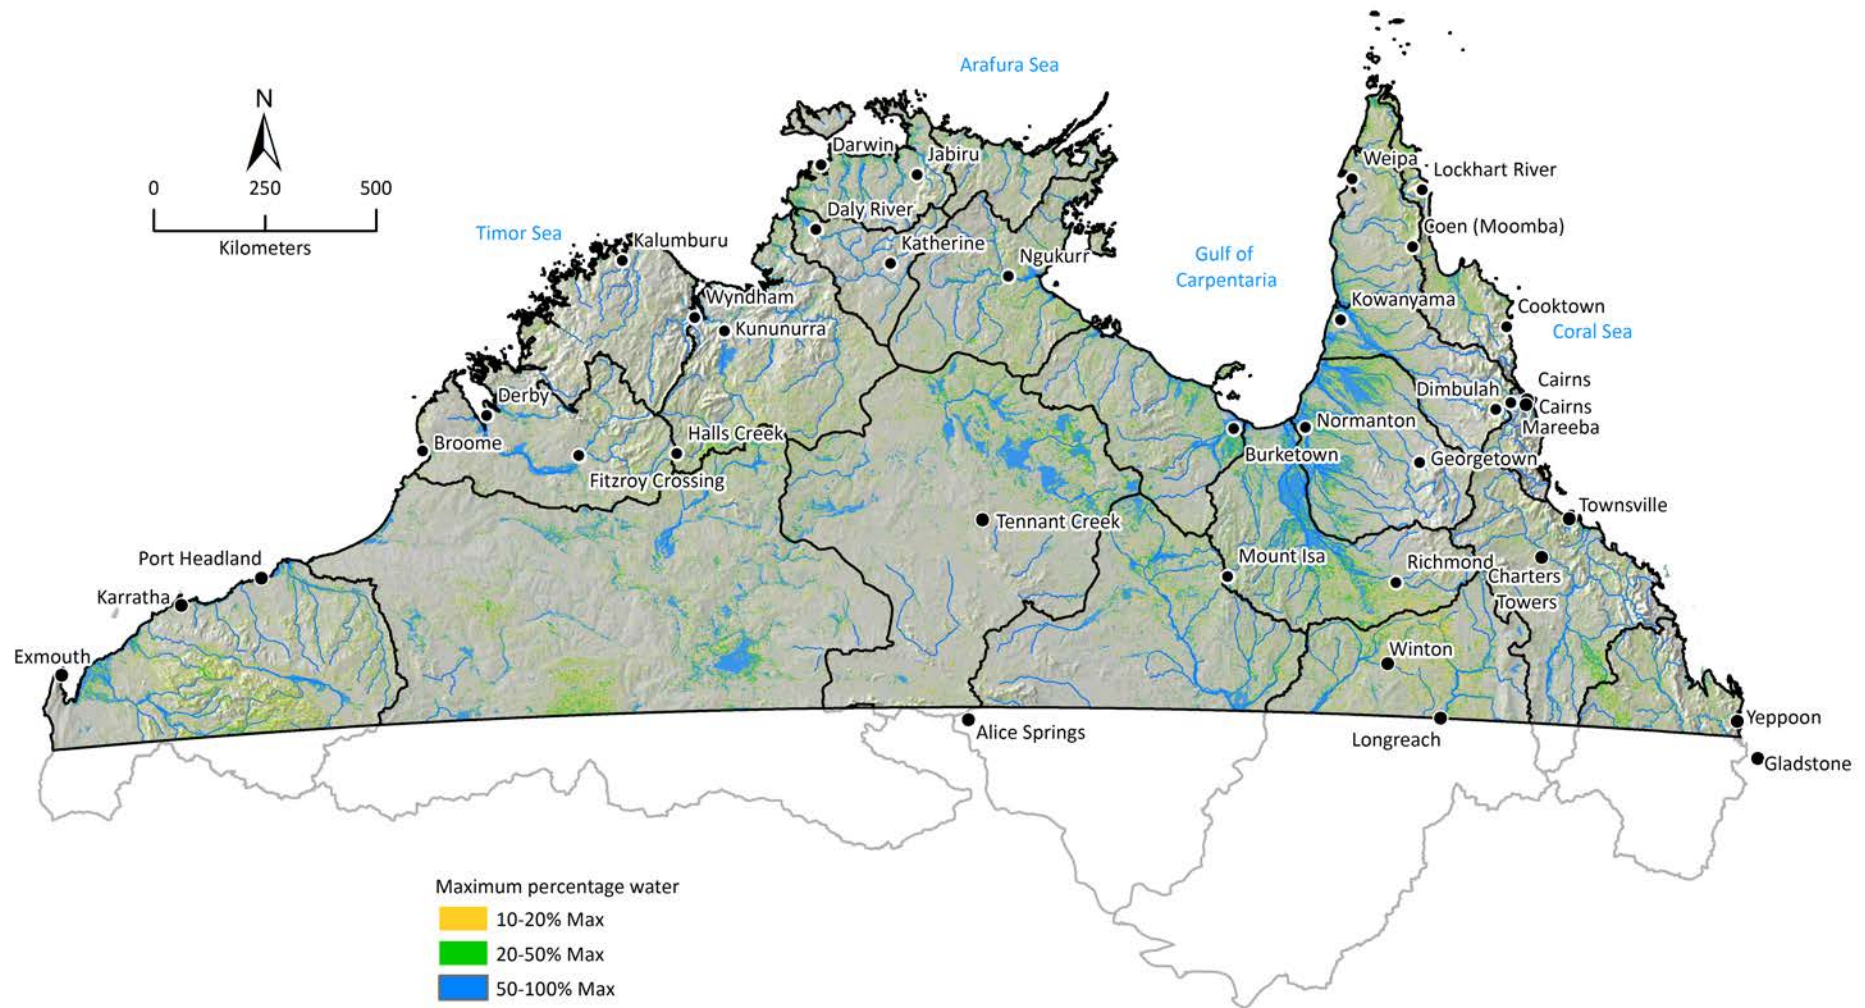 Arafura Sea
N
0 250 500
Kilometers
Timor Sea
Gulf of
Carpentaria
Coral Sea
Darwin
Jabiru
Daly River
Katherine
Ngukurr
Kalumburu
Wyndham
Kununurra
Weipa
Lockhart River
Coen (Moomba)
Kowanyama
Cooktown
Dimbulah
Cairns
Cairns
Mareeba
Derby
Broome
Halls Creek
Fitzroy Crossing
Normanton
Burketown
Georgetown
Townsville
Tennant Creek
Port Headland
Karratha
Mount Isa
Richmond
Charters
Towers
Exmouth
Winton
Alice Springs
Longreach
Yeppoon
Gladstone
Maximum percentage water
10-20% Max
20-50% Max
50-100% Max